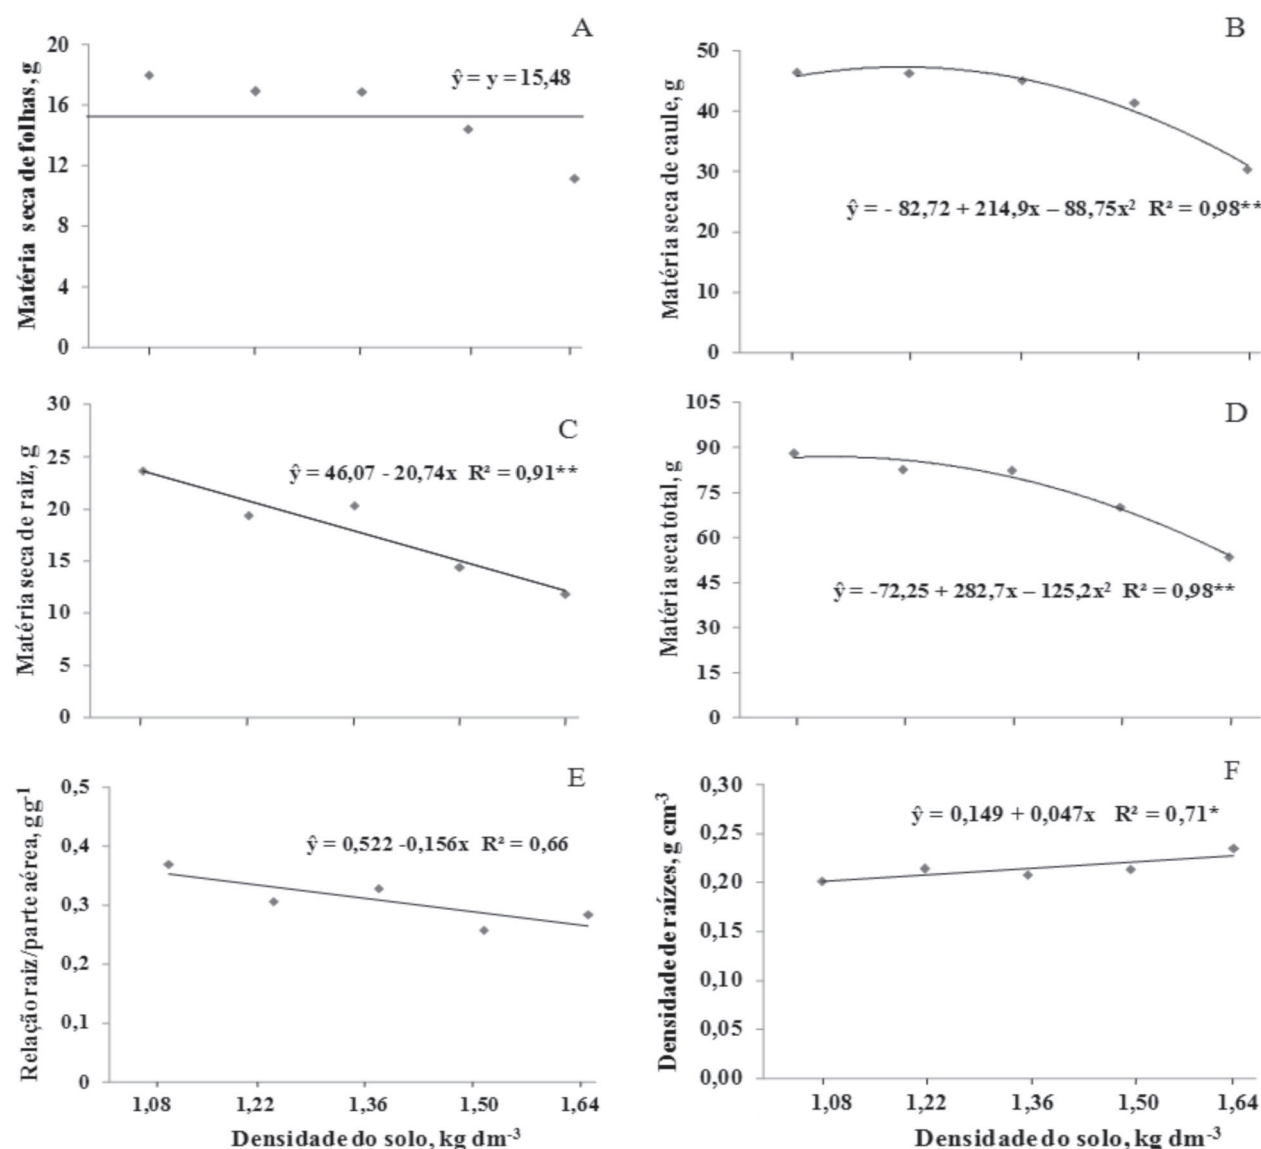 A
Matéria seca de folhas, g
20
16
12
8
4
0
ŷ = y = 15,48
B
Matéria seca de caule, g
50
40
30
20
10
0
ŷ = - 82,72 + 214,9x – 88,75x² R² = 0,98**
C
Matéria seca de raiz, g
30
25
20
15
10
5
0
ŷ = 46,07 - 20,74x R² = 0,91**
D
Matéria seca total, g
105
90
75
60
45
30
15
0
ŷ = -72,25 + 282,7x – 125,2x² R² = 0,98**
E
Relação raiz/parte aérea, gg⁻¹
0,5
0,4
0,3
0,2
0,1
0
ŷ = 0,522 -0,156x R² = 0,66
1,08 1,22 1,36 1,50 1,64
Densidade do solo, kg dm⁻³
F
Densidade de raízes, g cm⁻³
0,30
0,25
0,20
0,15
0,10
0,05
0,00
ŷ = 0,149 + 0,047x R² = 0,71*
1,08 1,22 1,36 1,50 1,64
Densidade do solo, kg dm⁻³